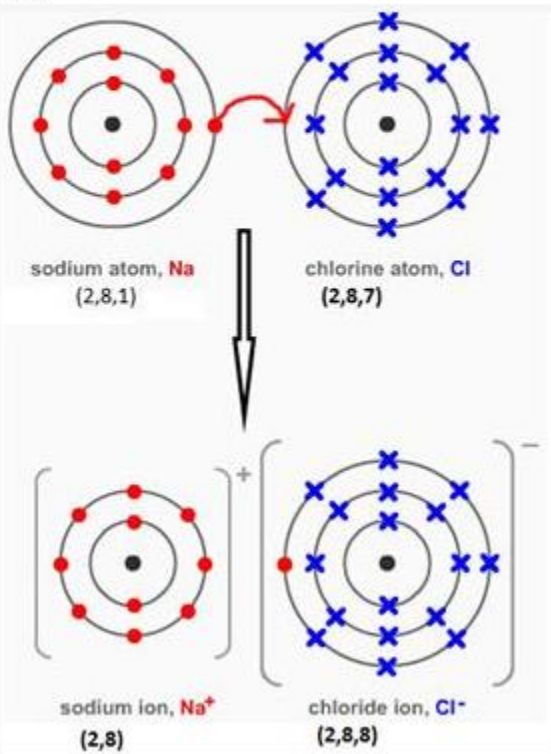 sodium atom, Na
(2,8,1)
chlorine atom, Cl
(2,8,7)
+
−
sodium ion, Na⁺
(2,8)
chloride ion, Cl⁻
(2,8,8)